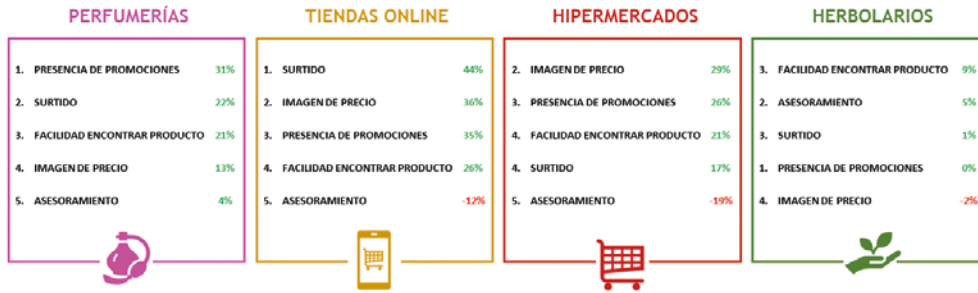 PERFUMERÍAS
1. PRESENCIA DE PROMOCIONES 31%
2. SURTIDO 22%
3. FACILIDAD ENCONTRAR PRODUCTO 21%
4. IMAGEN DE PRECIO 13%
5. ASESORAMIENTO 4%
TIENDAS ONLINE
1. SURTIDO 44%
2. IMAGEN DE PRECIO 36%
3. PRESENCIA DE PROMOCIONES 35%
4. FACILIDAD ENCONTRAR PRODUCTO 26%
5. ASESORAMIENTO -12%
HIPERMERCADOS
2. IMAGEN DE PRECIO 29%
3. PRESENCIA DE PROMOCIONES 26%
4. FACILIDAD ENCONTRAR PRODUCTO 21%
4. SURTIDO 17%
5. ASESORAMIENTO -19%
HERBOLARIOS
3. FACILIDAD ENCONTRAR PRODUCTO 9%
2. ASESORAMIENTO 5%
3. SURTIDO 1%
1. PRESENCIA DE PROMOCIONES 0%
4. IMAGEN DE PRECIO -2%